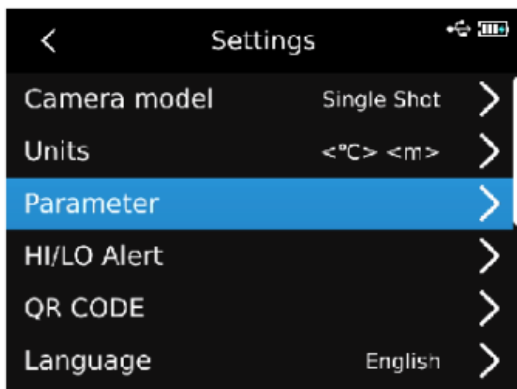 Settings
Camera model Single Shot
Units <°C> <m>
Parameter
HI/LO Alert
QR CODE
Language English